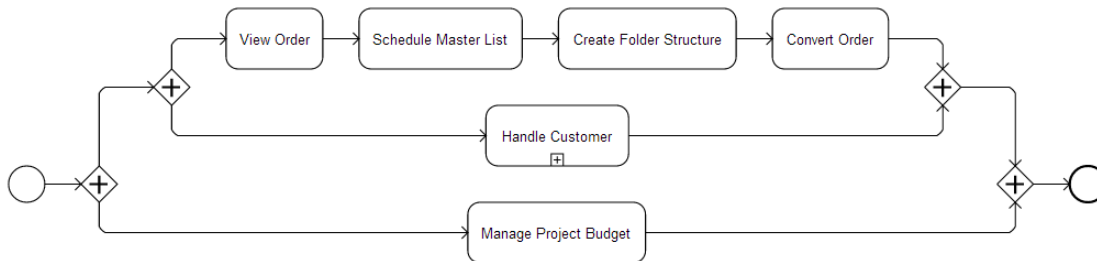 View Order
Schedule Master List
Create Folder Structure
Convert Order
Handle Customer
Manage Project Budget